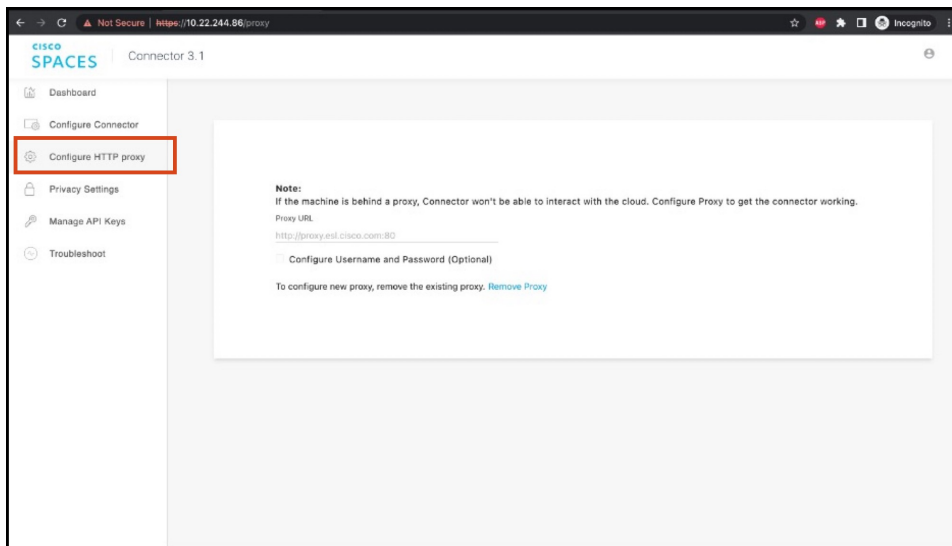 Not Secure | https://10.22.244.86/proxy
ABP
Incognito
CISCO
SPACES
Connector 3.1
Dashboard
Configure Connector
Configure HTTP proxy
Privacy Settings
Manage API Keys
Troubleshoot
Note:
If the machine is behind a proxy, Connector won't be able to interact with the cloud. Configure Proxy to get the connector working.
Proxy URL
http://proxy.esl.cisco.com:80
Configure Username and Password (Optional)
To configure new proxy, remove the existing proxy. Remove Proxy